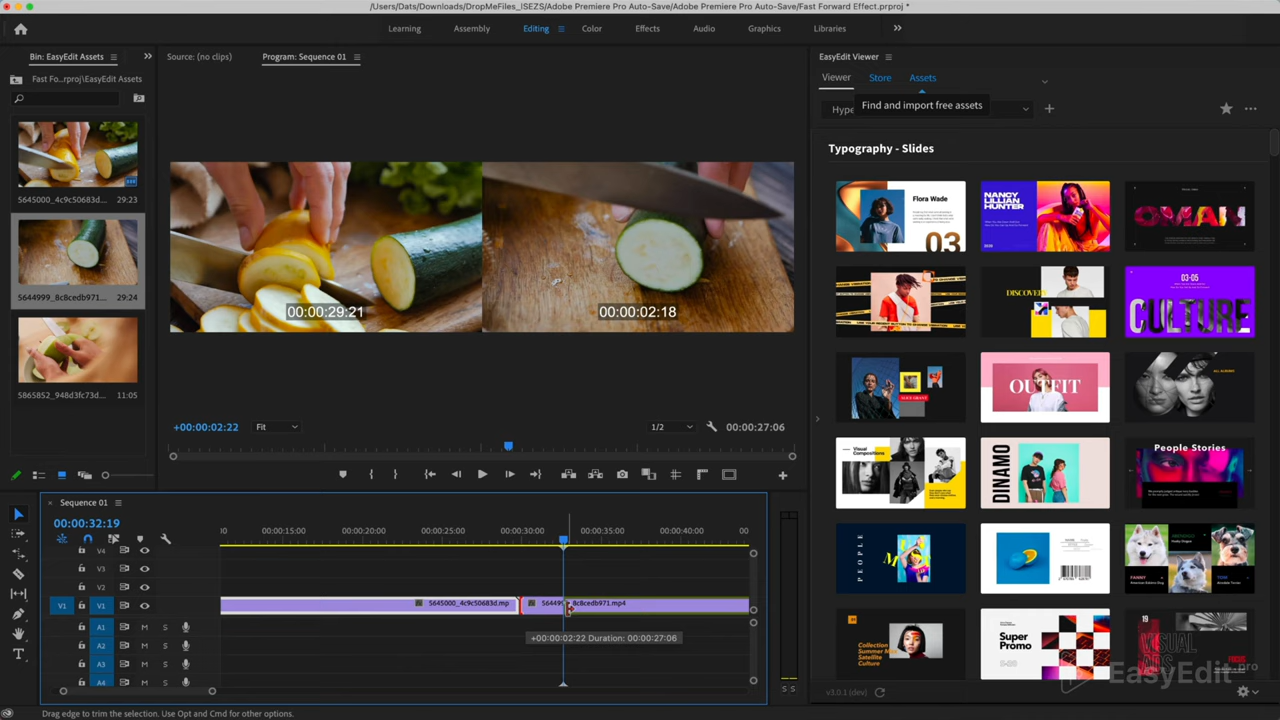 /Users/Dats/Downloads/DropMeFiles_ISEZS/Adobe Premiere Pro Auto-Save/Adobe Premiere Pro Auto-Save/Fast Forward Effect.prproj *
Learning
Assembly
Editing
Color
Effects
Audio
Graphics
Libraries
Bin: EasyEdit Assets
Fast Fo...rproj\EasyEdit Assets
5645000_4c9c50683d...
29:23
5644999_8c8cedb971...
29:24
5865852_948d3fc73d...
11:05
Source: (no clips)
Program: Sequence 01
00:00:29:21
00:00:02:18
+00:00:02:22
Fit
1/2
00:00:27:06
EasyEdit Viewer
Viewer
Store
Assets
Hype
Find and import free assets
Typography - Slides
Flora Wade
03
NANCY
LILLIAN
HUNTER
OMAN
DISCOVER
03-05
CULTURE
OUTFIT
Visual
Compositions
DINAMO
People Stories
PEOPLE
Collection
Summer
Satellite
Culture
Super
Promo
19
VISUAL
ADS
EasyEdit.pro
v3.0.1 (dev)
Sequence 01
00:00:32:19
00:00:15:00
00:00:20:00
00:00:25:00
00:00:30:00
00:00:35:00
00:00:40:00
00
V4
V3
V2
V1
V1
5645000_4c9c50683d.mp
8c8cedb971.mp4
A1
M
S
A2
M
S
A3
M
S
A4
M
S
+00:00:02:22 Duration: 00:00:27:06
S S
Drag edge to trim the selection. Use Opt and Cmd for other options.